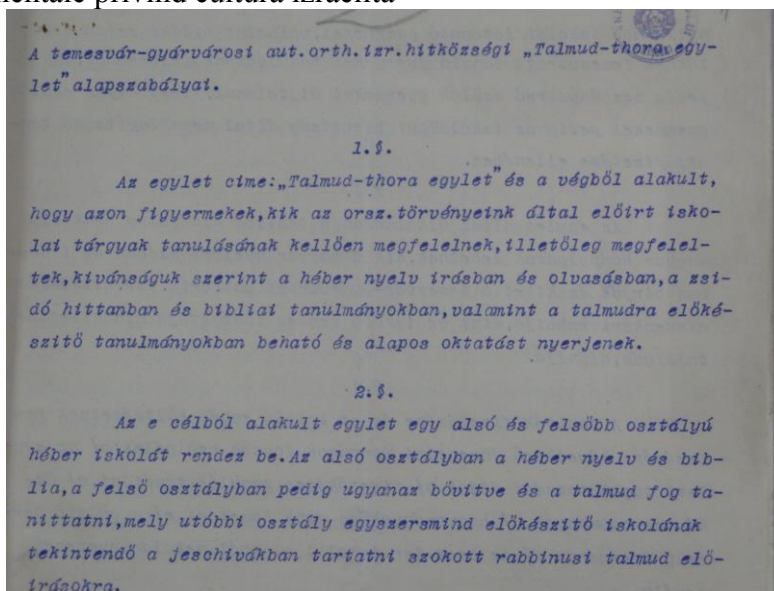 mentale privind cultura izraelită
A temesvár-gyárvárosi aut.orth.izr.hitközségi „Talmud-thora egy-
let" alapszabályai.
1.§.
Az egylet cime:„Talmud-thora egylet" és a végből alakult,
hogy azon figyermekek,kik az orsz.törvényeink által előirt isko-
lai tárgyak tanulásának kellően megfelelnek,illetőleg megfelel-
tek,kivánságuk szerint a héber nyelv irásban és olvasásban,a zsi-
dó hittanban és bibliai tanulmányokban,valamint a talmudra előké-
szitő tanulmányokban beható és alapos oktatást nyerjenek.
2.§.
Az e célból alakult egylet egy alsó és felsőbb osztályú
héber iskolát rendez be.Az alsó osztályban a héber nyelv és bib-
lia,a felső osztályban pedig ugyanaz bővitve és a talmud fog ta-
nittatni,mely utóbbi osztály egyszersmind előkészitő iskolának
tekintendő a jeschivákban tartatni szokott rabbinusi talmud elő-
irásokra.